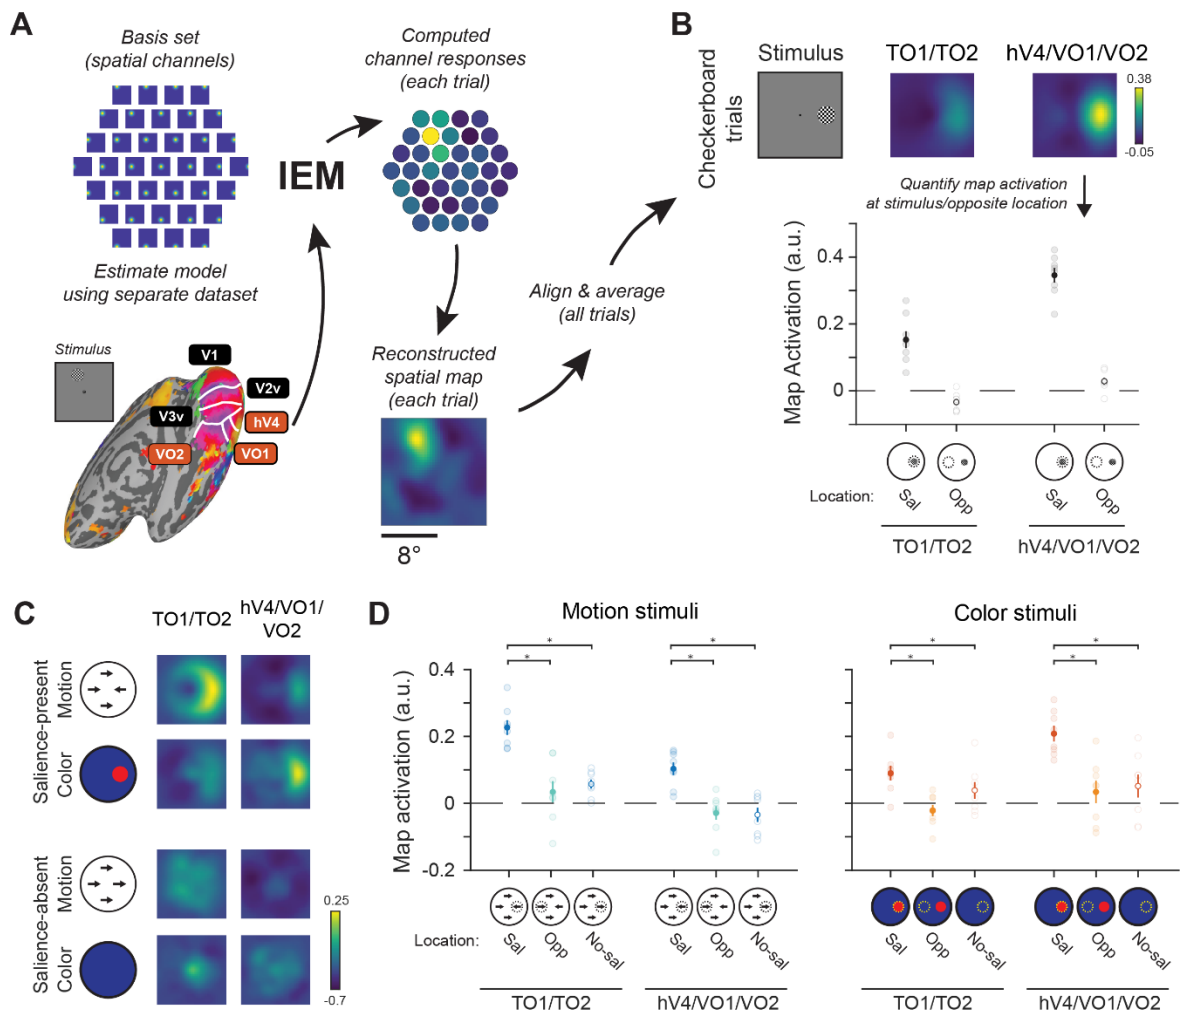 A
Basis set
(spatial channels)
Computed
channel responses
(each trial)
IEM
Estimate model
using separate dataset
Stimulus
V1
V2v
V3v
hV4
VO2
VO1
Reconstructed
spatial map
(each trial)
8°
Align & average
(all trials)
B
Stimulus
TO1/TO2
hV4/VO1/VO2
Checkerboard
trials
0.38
-0.05
Quantify map activation
at stimulus/opposite location
Map Activation (a.u.)
0.4
0.2
0
Location:
Sal
Opp
Sal
Opp
TO1/TO2
hV4/VO1/VO2
C
TO1/TO2
hV4/VO1/
VO2
Salience-present
Motion
Color
Salience-absent
Motion
Color
0.25
-0.7
D
Motion stimuli
Color stimuli
* * * *
* * * *
Map activation (a.u.)
0.4
0.2
0
-0.2
Location:
Sal
Opp
No-sal
Sal
Opp
No-sal
Sal
Opp
No-sal
Sal
Opp
No-sal
TO1/TO2
hV4/VO1/VO2
TO1/TO2
hV4/VO1/VO2